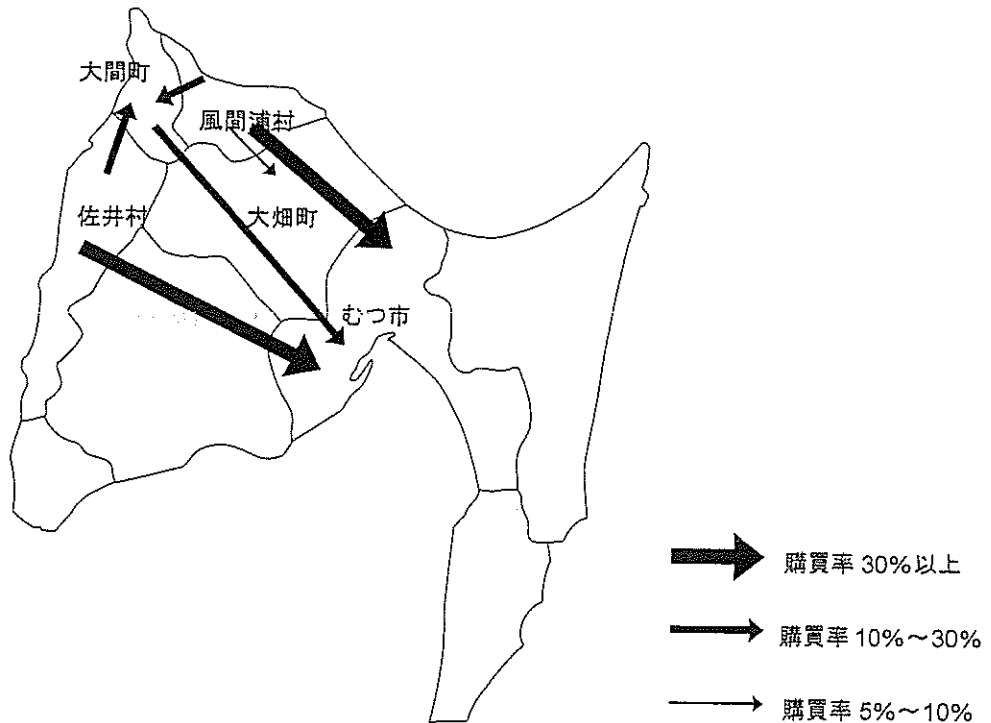 大間町
風間浦村
佐井村
大畑町
むつ市
購買率 30%以上
購買率 10%～30%
購買率 5%～10%